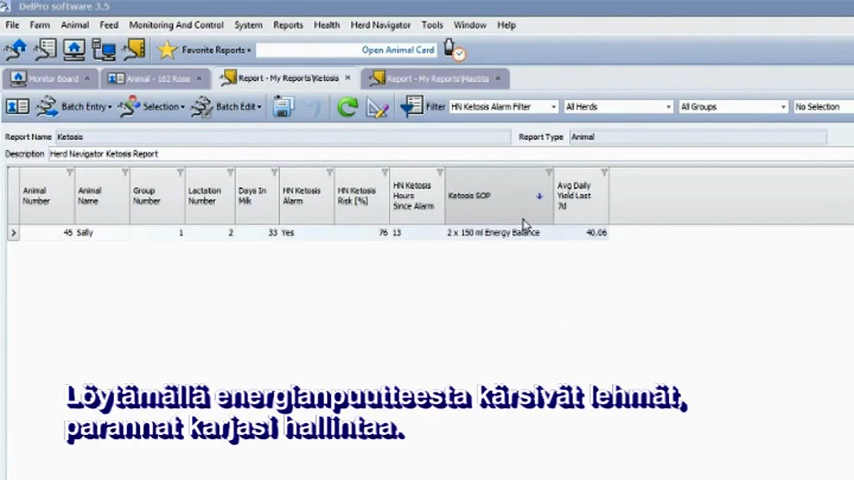 DelPro software 3.5
File Farm Animal Feed Monitoring And Control System Reports Health Herd Navigator Tools Window Help
Favorite Reports Open Animal Card
Monitor Board Animal - 162 Rose Report - My Reports\Ketosis Report - My Reports\Mastitis
Batch Entry Selection Batch Edit Filter HN Ketosis Alarm Filter All Herds All Groups No Selection
Report Name Ketosis Report Type Animal
Description Herd Navigator Ketosis Report
Animal Number Animal Name Group Number Lactation Number Days In Milk HN Ketosis Alarm HN Ketosis Risk [%] HN Ketosis Hours Since Alarm Ketosis SOP Avg Daily Yield Last 7d
45 Sally 1 2 33 Yes 76 13 2 x 150 ml Energy Balance 40.06
Löytämällä energianpuutteesta kärsivät lehmät,
parannat karjasi hallintaa.